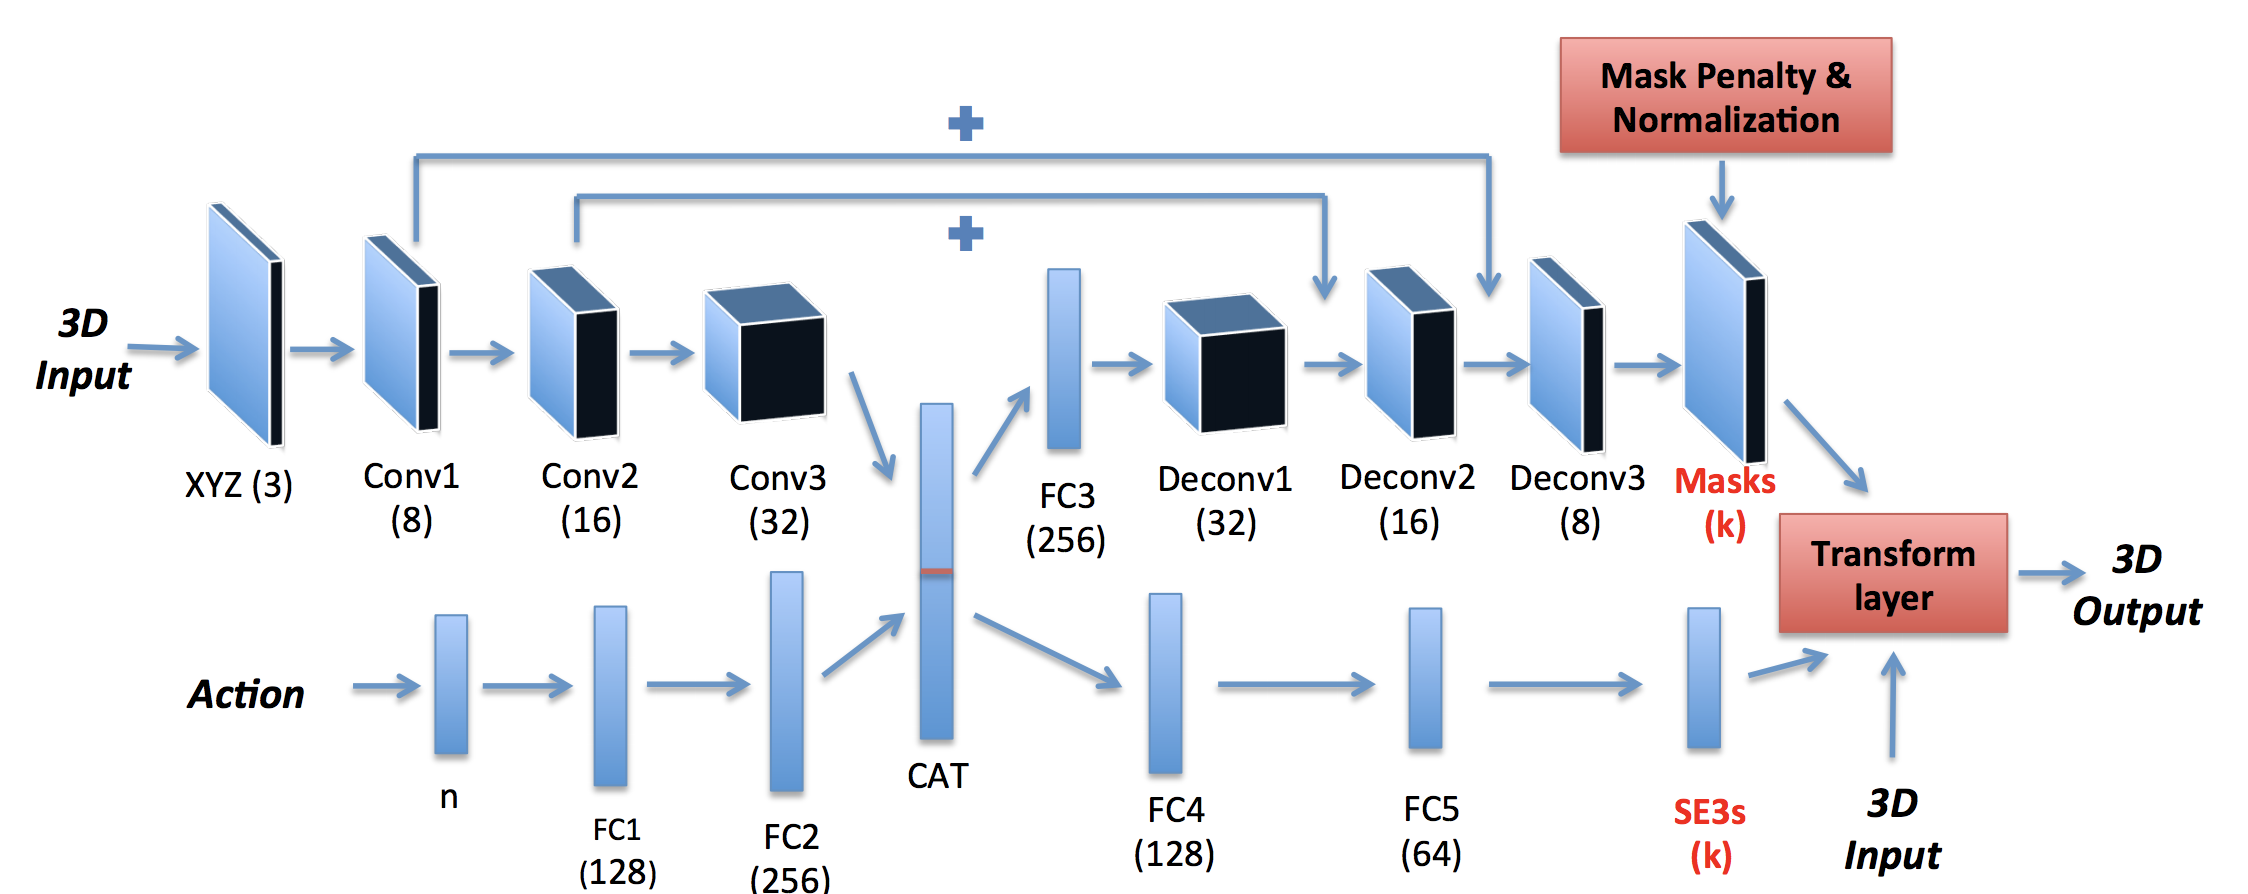 Mask Penalty &
Normalization
3D
Input
XYZ (3)
Conv1
(8)
Conv2
(16)
Conv3
(32)
FC3
(256)
Deconv1
(32)
Deconv2
(16)
Deconv3
(8)
Masks
(k)
Transform
layer
3D
Output
Action
n
FC1
(128)
FC2
(256)
CAT
FC4
(128)
FC5
(64)
SE3s
(k)
3D
Input